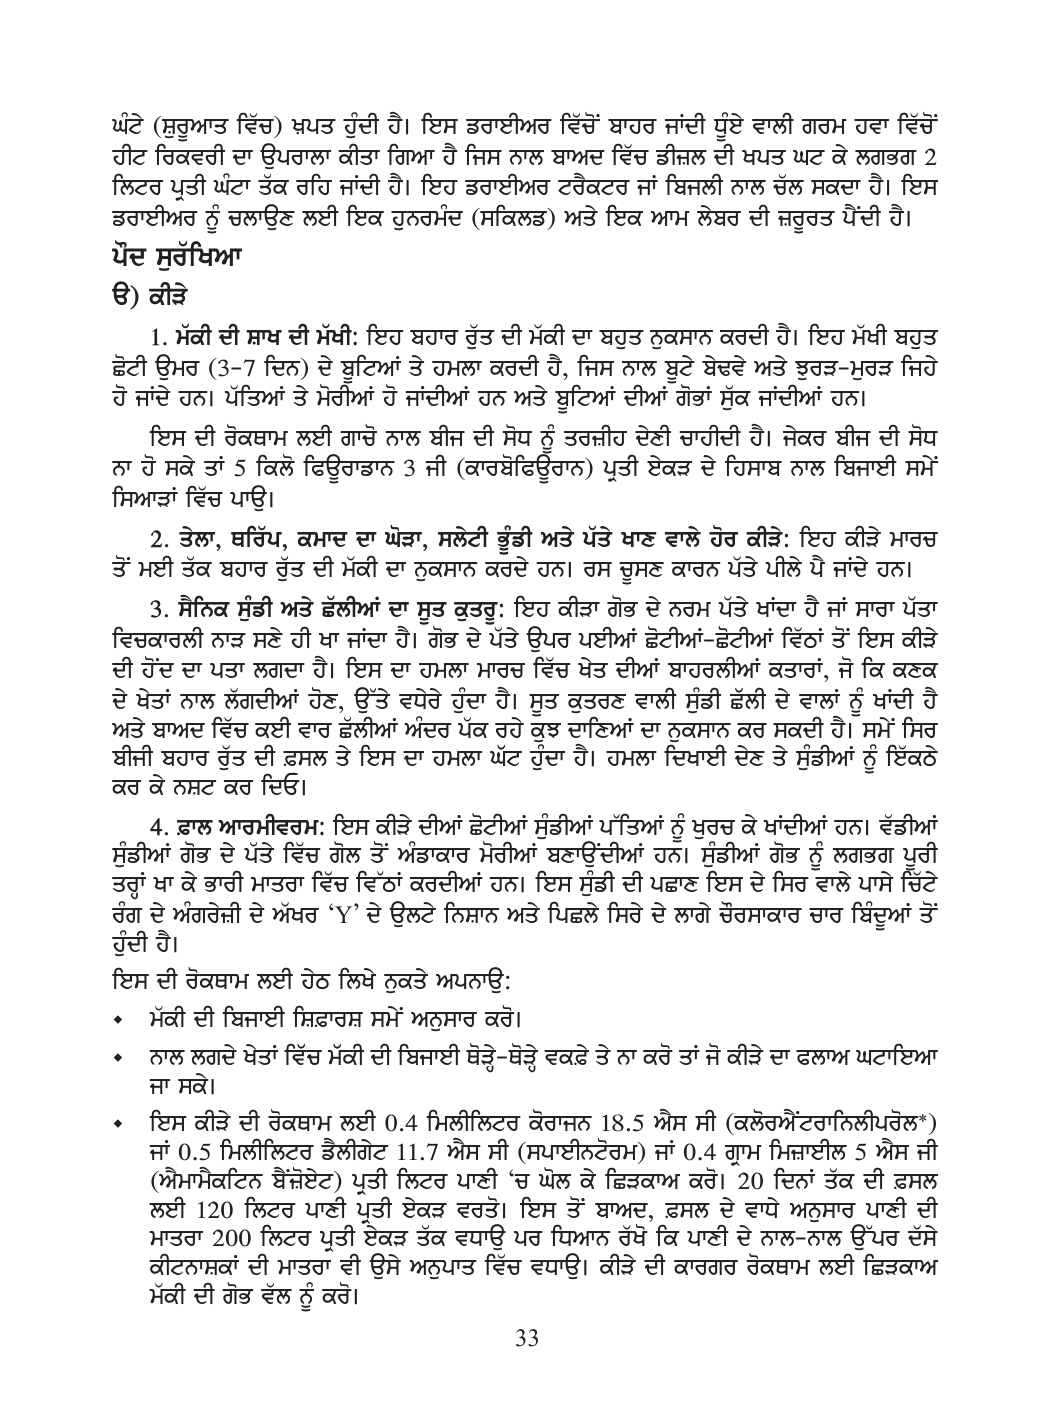 ਘੰਟੇ (ਸ਼ੁਰੂਆਤ ਵਿੱਚ) ਖ਼ਪਤ ਹੁੰਦੀ ਹੈ। ਇਸ ਡਰਾਈਅਰ ਵਿੱਚੋਂ ਬਾਹਰ ਜਾਂਦੀ ਧੂੰਏ ਵਾਲੀ ਗਰਮ ਹਵਾ ਵਿੱਚੋਂ
ਹੀਟ ਰਿਕਵਰੀ ਦਾ ਉਪਰਾਲਾ ਕੀਤਾ ਗਿਆ ਹੈ ਜਿਸ ਨਾਲ ਬਾਅਦ ਵਿੱਚ ਡੀਜ਼ਲ ਦੀ ਖਪਤ ਘਟ ਕੇ ਲਗਭਗ 2
ਲਿਟਰ ਪ੍ਰਤੀ ਘੰਟਾ ਤੱਕ ਰਹਿ ਜਾਂਦੀ ਹੈ। ਇਹ ਡਰਾਈਅਰ ਟਰੈਕਟਰ ਜਾਂ ਬਿਜਲੀ ਨਾਲ ਚੱਲ ਸਕਦਾ ਹੈ। ਇਸ
ਡਰਾਈਅਰ ਨੂੰ ਚਲਾਉਣ ਲਈ ਇਕ ਹੁਨਰਮੰਦ (ਸਕਿਲਡ) ਅਤੇ ਇਕ ਆਮ ਲੇਬਰ ਦੀ ਜ਼ਰੂਰਤ ਪੈਂਦੀ ਹੈ।
ਪੌਦ ਸੁਰੱਖਿਆ
ੳ) ਕੀੜੇ
1. ਮੱਕੀ ਦੀ ਸ਼ਾਖ ਦੀ ਮੱਖੀ: ਇਹ ਬਹਾਰ ਰੁੱਤ ਦੀ ਮੱਕੀ ਦਾ ਬਹੁਤ ਨੁਕਸਾਨ ਕਰਦੀ ਹੈ। ਇਹ ਮੱਖੀ ਬਹੁਤ
ਛੋਟੀ ਉਮਰ (3-7 ਦਿਨ) ਦੇ ਬੂਟਿਆਂ ਤੇ ਹਮਲਾ ਕਰਦੀ ਹੈ, ਜਿਸ ਨਾਲ ਬੂਟੇ ਬੇਢਵੇ ਅਤੇ ਝੁਰੜ-ਮੁਰੜ ਜਿਹੇ
ਹੋ ਜਾਂਦੇ ਹਨ। ਪੱਤਿਆਂ ਤੇ ਮੋਰੀਆਂ ਹੋ ਜਾਂਦੀਆਂ ਹਨ ਅਤੇ ਬੂਟਿਆਂ ਦੀਆਂ ਗੋਭਾਂ ਸੁੱਕ ਜਾਂਦੀਆਂ ਹਨ।
ਇਸ ਦੀ ਰੋਕਥਾਮ ਲਈ ਗਾਚੋ ਨਾਲ ਬੀਜ ਦੀ ਸੋਧ ਨੂੰ ਤਰਜ਼ੀਹ ਦੇਣੀ ਚਾਹੀਦੀ ਹੈ। ਜੇਕਰ ਬੀਜ ਦੀ ਸੋਧ
ਨਾ ਹੋ ਸਕੇ ਤਾਂ 5 ਕਿਲੋ ਫਿਊਰਾਡਾਨ 3 ਜੀ (ਕਾਰਬੋਫਿਊਰਾਨ) ਪ੍ਰਤੀ ਏਕੜ ਦੇ ਹਿਸਾਬ ਨਾਲ ਬਿਜਾਈ ਸਮੇਂ
ਸਿਆੜਾਂ ਵਿੱਚ ਪਾਉ।
2. ਤੇਲਾ, ਥਰਿੱਪ, ਕਮਾਦ ਦਾ ਘੋੜਾ, ਸਲੇਟੀ ਭੂੰਡੀ ਅਤੇ ਪੱਤੇ ਖਾਣ ਵਾਲੇ ਹੋਰ ਕੀੜੇ: ਇਹ ਕੀੜੇ ਮਾਰਚ
ਤੋਂ ਮਈ ਤੱਕ ਬਹਾਰ ਰੁੱਤ ਦੀ ਮੱਕੀ ਦਾ ਨੁਕਸਾਨ ਕਰਦੇ ਹਨ। ਰਸ ਚੂਸਣ ਕਾਰਨ ਪੱਤੇ ਪੀਲੇ ਪੈ ਜਾਂਦੇ ਹਨ।
3. ਸੈਨਿਕ ਸੁੰਡੀ ਅਤੇ ਛੱਲੀਆਂ ਦਾ ਸੂਤ ਕੁਤਰੂ: ਇਹ ਕੀੜਾ ਗੋਭ ਦੇ ਨਰਮ ਪੱਤੇ ਖਾਂਦਾ ਹੈ ਜਾਂ ਸਾਰਾ ਪੱਤਾ
ਵਿਚਕਾਰਲੀ ਨਾੜ ਸਣੇ ਹੀ ਖਾ ਜਾਂਦਾ ਹੈ। ਗੋਭ ਦੇ ਪੱਤੇ ਉਪਰ ਪਈਆਂ ਛੋਟੀਆਂ-ਛੋਟੀਆਂ ਵਿੱਠਾਂ ਤੋਂ ਇਸ ਕੀੜੇ
ਦੀ ਹੋਂਦ ਦਾ ਪਤਾ ਲਗਦਾ ਹੈ। ਇਸ ਦਾ ਹਮਲਾ ਮਾਰਚ ਵਿੱਚ ਖੇਤ ਦੀਆਂ ਬਾਹਰਲੀਆਂ ਕਤਾਰਾਂ, ਜੋ ਕਿ ਕਣਕ
ਦੇ ਖੇਤਾਂ ਨਾਲ ਲੱਗਦੀਆਂ ਹੋਣ, ਉੱਤੇ ਵਧੇਰੇ ਹੁੰਦਾ ਹੈ। ਸੂਤ ਕੁਤਰਣ ਵਾਲੀ ਸੁੰਡੀ ਛੱਲੀ ਦੇ ਵਾਲਾਂ ਨੂੰ ਖਾਂਦੀ ਹੈ
ਅਤੇ ਬਾਅਦ ਵਿੱਚ ਕਈ ਵਾਰ ਛੱਲੀਆਂ ਅੰਦਰ ਪੱਕ ਰਹੇ ਕੁਝ ਦਾਣਿਆਂ ਦਾ ਨੁਕਸਾਨ ਕਰ ਸਕਦੀ ਹੈ। ਸਮੇਂ ਸਿਰ
ਬੀਜੀ ਬਹਾਰ ਰੁੱਤ ਦੀ ਫ਼ਸਲ ਤੇ ਇਸ ਦਾ ਹਮਲਾ ਘੱਟ ਹੁੰਦਾ ਹੈ। ਹਮਲਾ ਦਿਖਾਈ ਦੇਣ ਤੇ ਸੁੰਡੀਆਂ ਨੂੰ ਇੱਕਠੇ
ਕਰ ਕੇ ਨਸ਼ਟ ਕਰ ਦਿਓ।
4. ਫ਼ਾਲ ਆਰਮੀਵਰਮ: ਇਸ ਕੀੜੇ ਦੀਆਂ ਛੋਟੀਆਂ ਸੁੰਡੀਆਂ ਪੱਤਿਆਂ ਨੂੰ ਖੁਰਚ ਕੇ ਖਾਂਦੀਆਂ ਹਨ। ਵੱਡੀਆਂ
ਸੁੰਡੀਆਂ ਗੋਭ ਦੇ ਪੱਤੇ ਵਿੱਚ ਗੋਲ ਤੋਂ ਅੰਡਾਕਾਰ ਮੋਰੀਆਂ ਬਣਾਉਂਦੀਆਂ ਹਨ। ਸੁੰਡੀਆਂ ਗੋਭ ਨੂੰ ਲਗਭਗ ਪੂਰੀ
ਤਰ੍ਹਾਂ ਖਾ ਕੇ ਭਾਰੀ ਮਾਤਰਾ ਵਿੱਚ ਵਿੱਠਾਂ ਕਰਦੀਆਂ ਹਨ। ਇਸ ਸੁੰਡੀ ਦੀ ਪਛਾਣ ਇਸ ਦੇ ਸਿਰ ਵਾਲੇ ਪਾਸੇ ਚਿੱਟੇ
ਰੰਗ ਦੇ ਅੰਗਰੇਜ਼ੀ ਦੇ ਅੱਖਰ ‘Y’ ਦੇ ਉਲਟੇ ਨਿਸ਼ਾਨ ਅਤੇ ਪਿਛਲੇ ਸਿਰੇ ਦੇ ਲਾਗੇ ਚੌਰਸਾਕਾਰ ਚਾਰ ਬਿੰਦੂਆਂ ਤੋਂ
ਹੁੰਦੀ ਹੈ।
ਇਸ ਦੀ ਰੋਕਥਾਮ ਲਈ ਹੇਠ ਲਿਖੇ ਨੁਕਤੇ ਅਪਨਾਉ:
⬥ ਮੱਕੀ ਦੀ ਬਿਜਾਈ ਸ਼ਿਫ਼ਾਰਸ਼ ਸਮੇਂ ਅਨੁਸਾਰ ਕਰੋ।
⬥ ਨਾਲ ਲਗਦੇ ਖੇਤਾਂ ਵਿੱਚ ਮੱਕੀ ਦੀ ਬਿਜਾਈ ਥੋੜ੍ਹੇ-ਥੋੜ੍ਹੇ ਵਕਫ਼ੇ ਤੇ ਨਾ ਕਰੋ ਤਾਂ ਜੋ ਕੀੜੇ ਦਾ ਫਲਾਅ ਘਟਾਇਆ
ਜਾ ਸਕੇ।
⬥ ਇਸ ਕੀੜੇ ਦੀ ਰੋਕਥਾਮ ਲਈ 0.4 ਮਿਲੀਲਿਟਰ ਕੋਰਾਜਨ 18.5 ਐਸ ਸੀ (ਕਲੋਰਐਂਟਰਾਨਿਲੀਪਰੋਲ*)
ਜਾਂ 0.5 ਮਿਲੀਲਿਟਰ ਡੈਲੀਗੇਟ 11.7 ਐਸ ਸੀ (ਸਪਾਈਨਟੋਰਮ) ਜਾਂ 0.4 ਗ੍ਰਾਮ ਮਿਜ਼ਾਈਲ 5 ਐਸ ਜੀ
(ਐਮਾਮੈਕਟਿਨ ਬੈਂਜ਼ੋਏਟ) ਪ੍ਰਤੀ ਲਿਟਰ ਪਾਣੀ ‘ਚ ਘੋਲ ਕੇ ਛਿੜਕਾਅ ਕਰੋ। 20 ਦਿਨਾਂ ਤੱਕ ਦੀ ਫ਼ਸਲ
ਲਈ 120 ਲਿਟਰ ਪਾਣੀ ਪ੍ਰਤੀ ਏਕੜ ਵਰਤੋ। ਇਸ ਤੋਂ ਬਾਅਦ, ਫ਼ਸਲ ਦੇ ਵਾਧੇ ਅਨੁਸਾਰ ਪਾਣੀ ਦੀ
ਮਾਤਰਾ 200 ਲਿਟਰ ਪ੍ਰਤੀ ਏਕੜ ਤੱਕ ਵਧਾਉ ਪਰ ਧਿਆਨ ਰੱਖੋ ਕਿ ਪਾਣੀ ਦੇ ਨਾਲ-ਨਾਲ ਉੱਪਰ ਦੱਸੇ
ਕੀਟਨਾਸ਼ਕਾਂ ਦੀ ਮਾਤਰਾ ਵੀ ਉਸੇ ਅਨੁਪਾਤ ਵਿੱਚ ਵਧਾਉ। ਕੀੜੇ ਦੀ ਕਾਰਗਰ ਰੋਕਥਾਮ ਲਈ ਛਿੜਕਾਅ
ਮੱਕੀ ਦੀ ਗੋਭ ਵੱਲ ਨੂੰ ਕਰੋ।
33